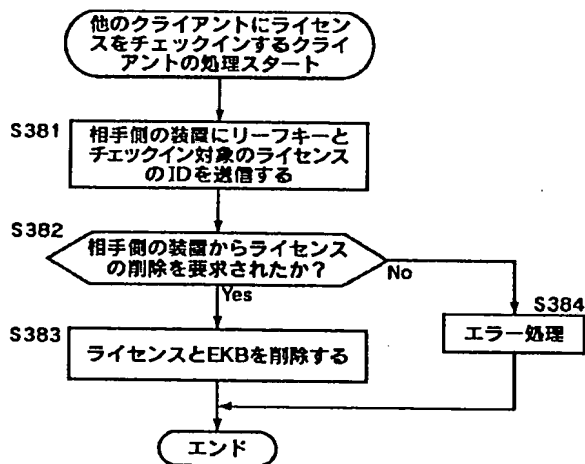 他のクライアントにライセ
ンスをチェックインするクライ
アントの処理スタート
S381
相手側の装置にリーフキーと
チェックイン対象のライセンス
のIDを送信する
S382
相手側の装置からライセンス
の削除を要求されたか？
No
Yes
S384
エラー処理
S383
ライセンスとEKBを削除する
エンド